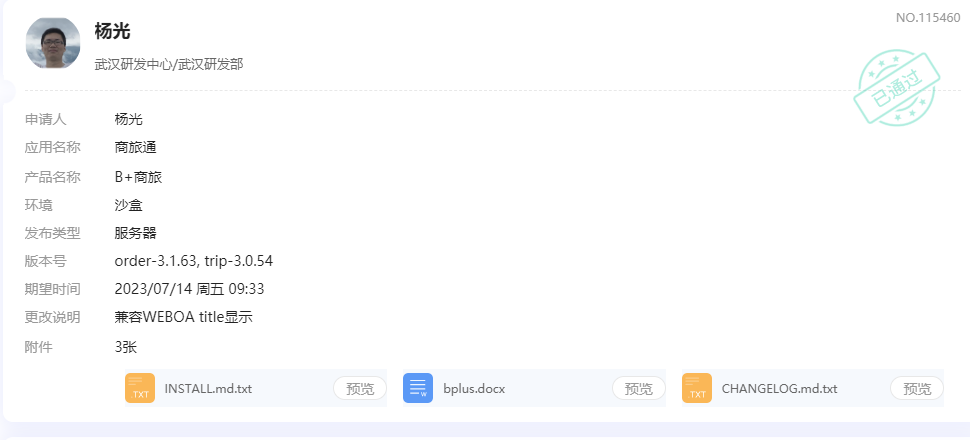 杨光
NO.115460
武汉研发中心/武汉研发部
已通过
申请人 杨光
应用名称 商旅通
产品名称 B+商旅
环境 沙盒
发布类型 服务器
版本号 order-3.1.63, trip-3.0.54
期望时间 2023/07/14 周五 09:33
更改说明 兼容WEBOA title显示
附件 3张
.TXT INSTALL.md.txt 预览 W bplus.docx 预览 .TXT CHANGELOG.md.txt 预览